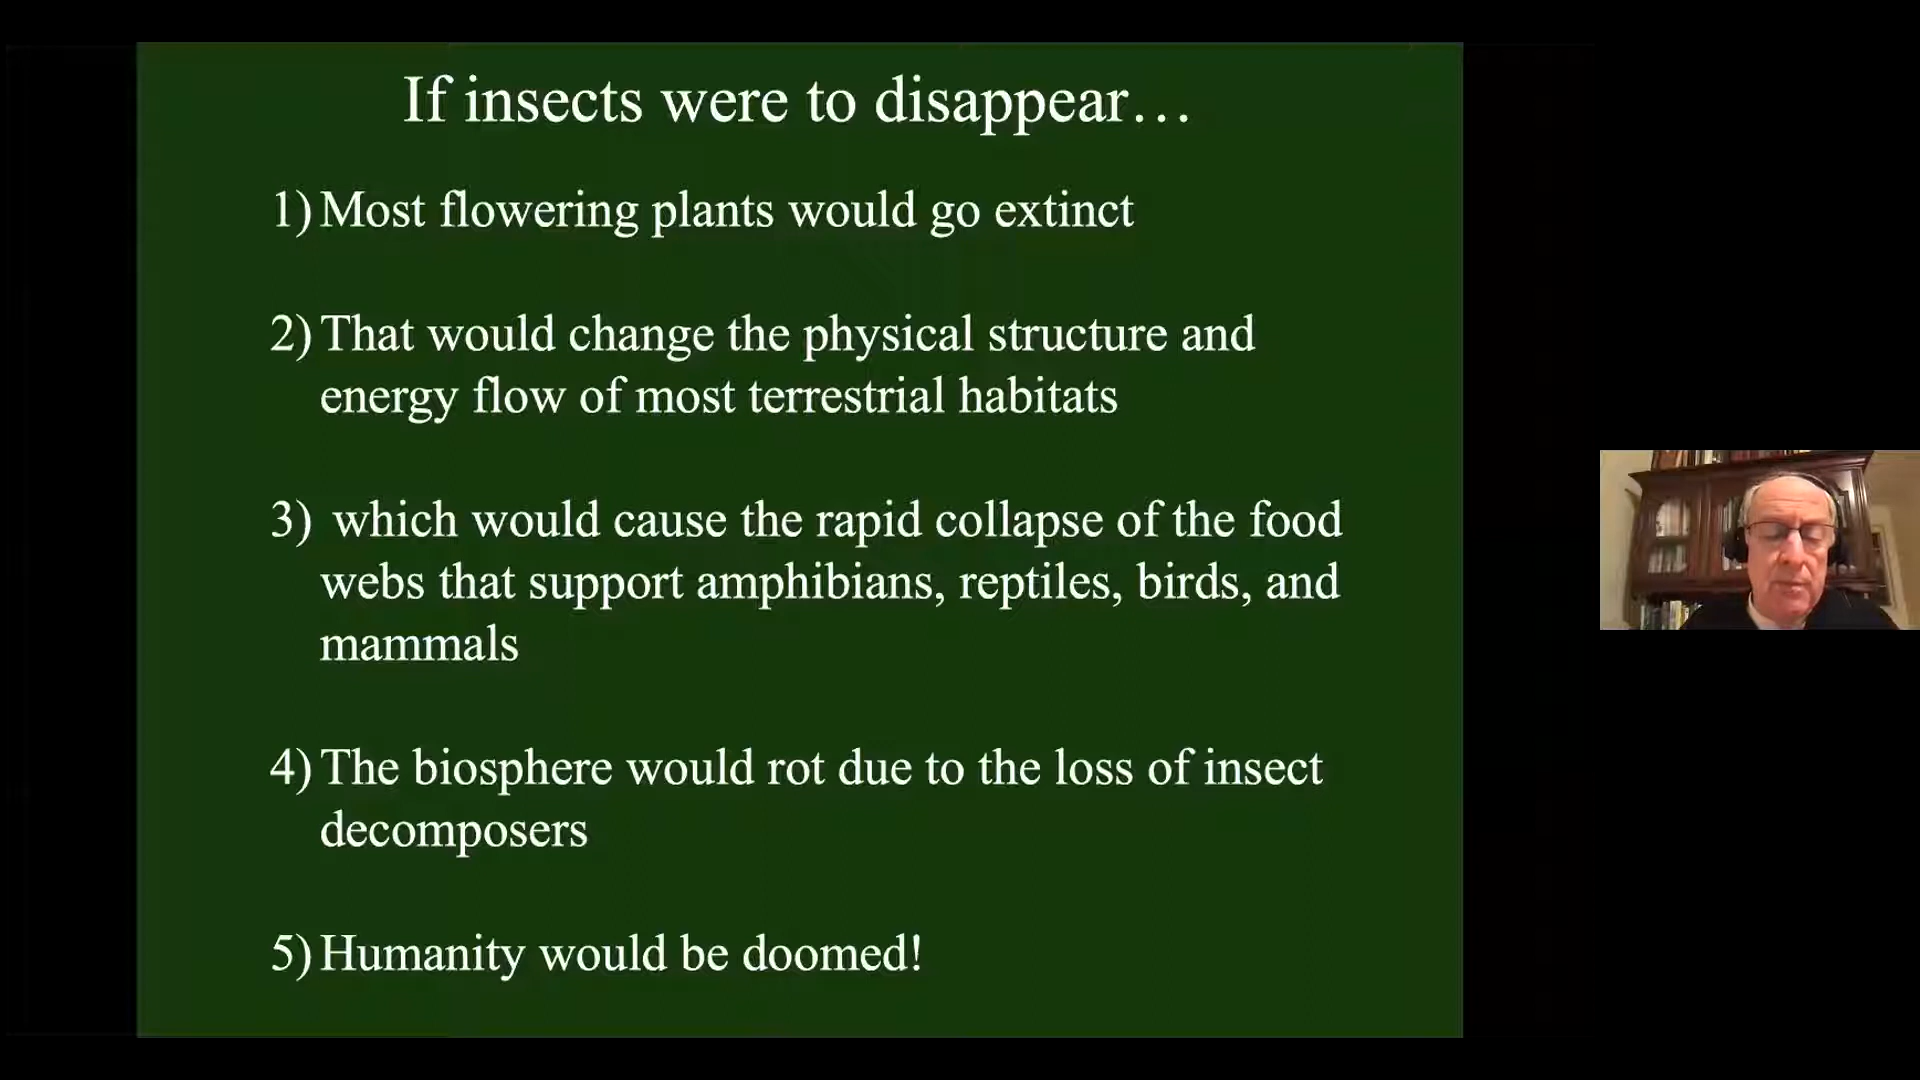 If insects were to disappear…
1) Most flowering plants would go extinct
2) That would change the physical structure and
energy flow of most terrestrial habitats
3) which would cause the rapid collapse of the food
webs that support amphibians, reptiles, birds, and
mammals
4) The biosphere would rot due to the loss of insect
decomposers
5) Humanity would be doomed!